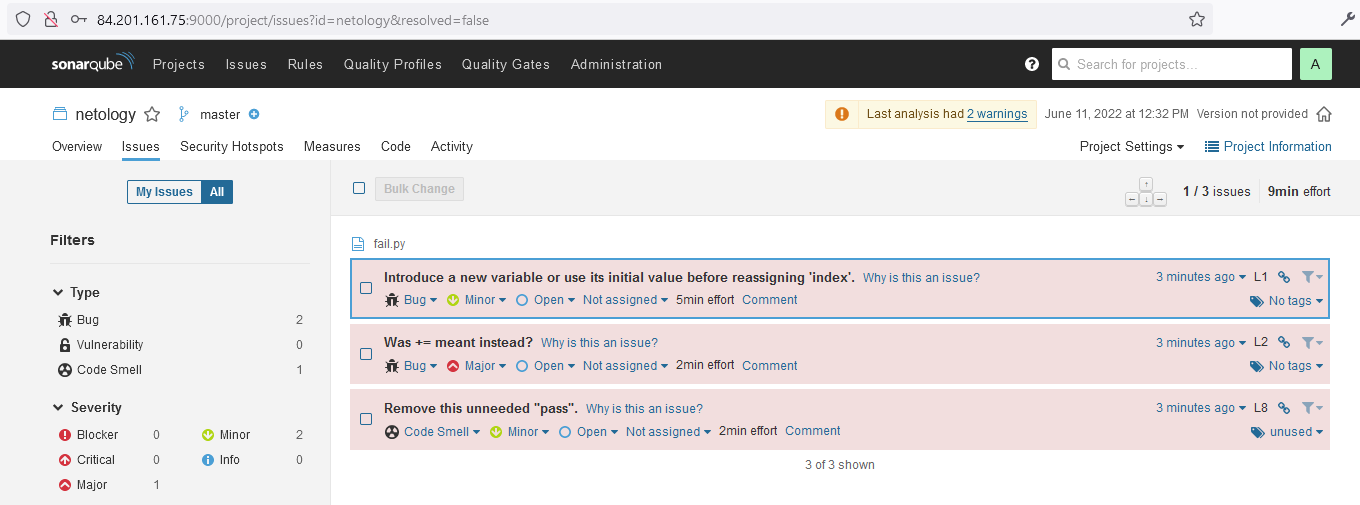 84.201.161.75:9000/project/issues?id=netology&resolved=false
sonarqube Projects Issues Rules Quality Profiles Quality Gates Administration ? Search for projects... A
netology master Last analysis had 2 warnings June 11, 2022 at 12:32 PM Version not provided
Overview Issues Security Hotspots Measures Code Activity Project Settings Project Information
My Issues All Bulk Change 1 / 3 issues 9min effort
Filters
fail.py
Type
Bug 2
Vulnerability 0
Code Smell 1
Severity
Blocker 0 Minor 2
Critical 0 Info 0
Major 1
Introduce a new variable or use its initial value before reassigning 'index'. Why is this an issue? 3 minutes ago L1
Bug Minor Open Not assigned 5min effort Comment No tags
Was += meant instead? Why is this an issue? 3 minutes ago L2
Bug Major Open Not assigned 2min effort Comment No tags
Remove this unneeded "pass". Why is this an issue? 3 minutes ago L8
Code Smell Minor Open Not assigned 2min effort Comment unused
3 of 3 shown